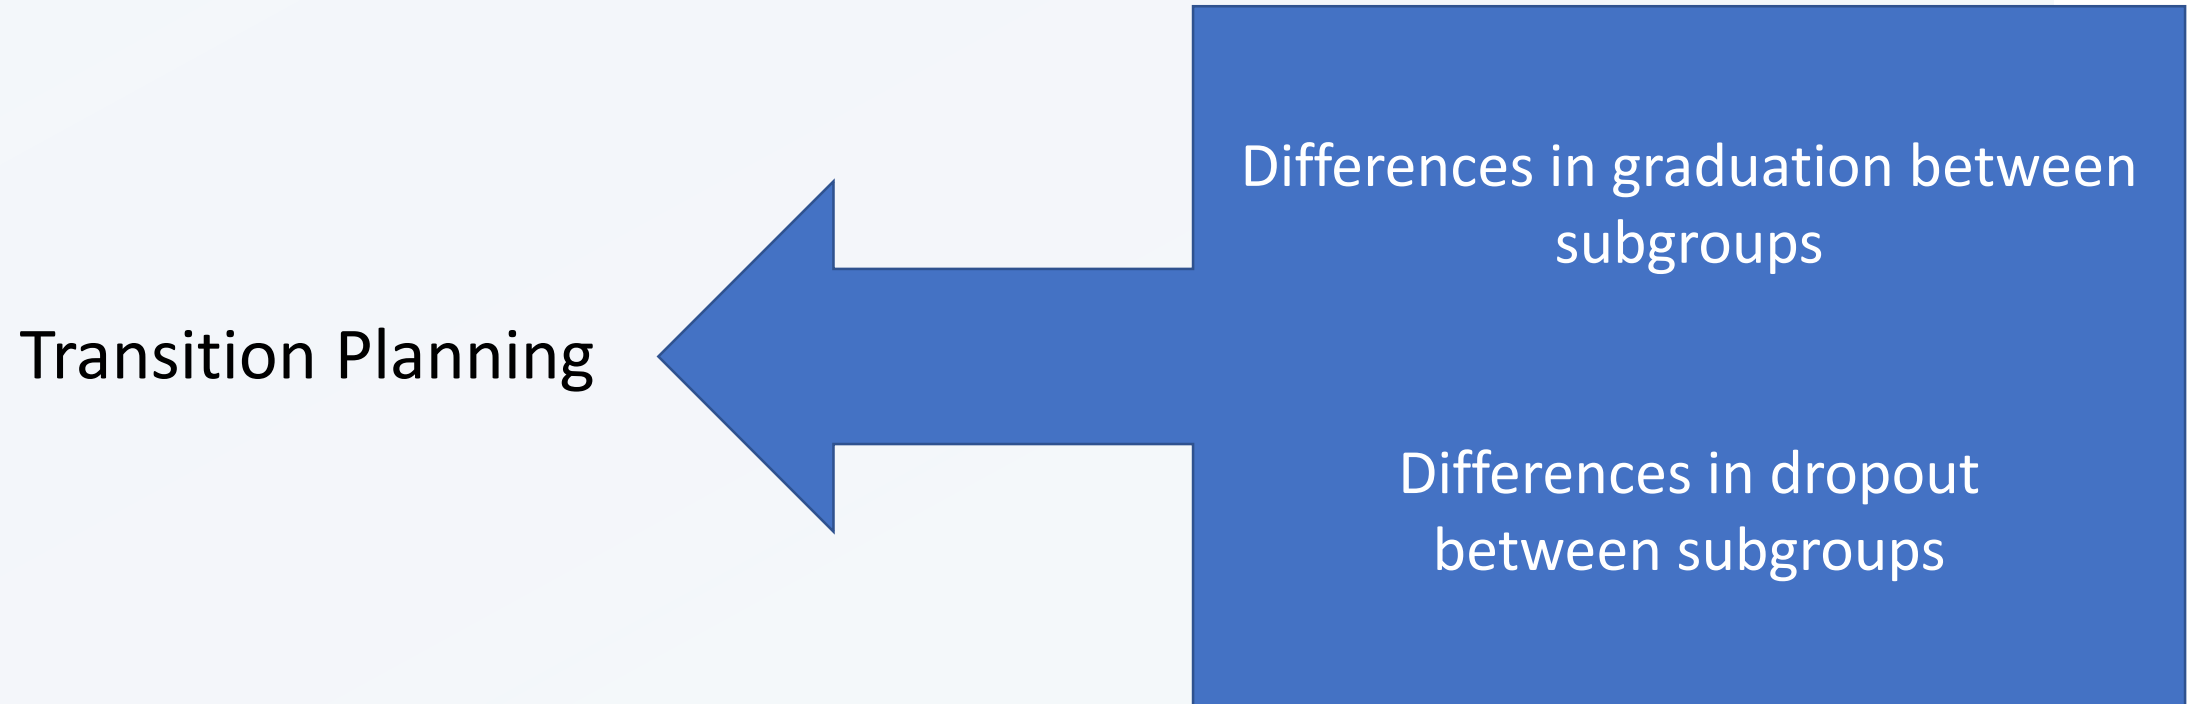 Transition Planning
Differences in graduation between
subgroups
Differences in dropout
between subgroups